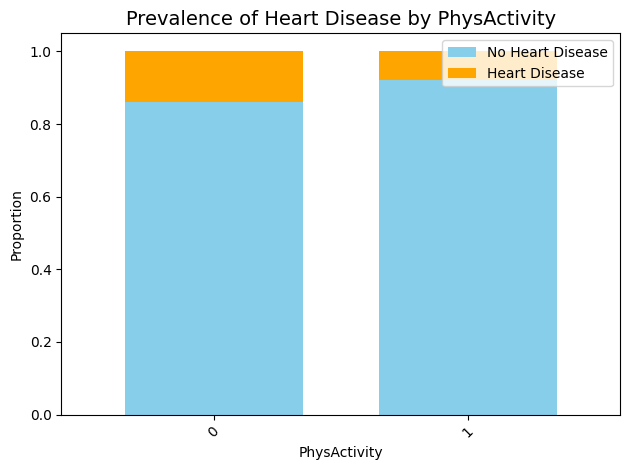 Prevalence of Heart Disease by PhysActivity
No Heart Disease
Heart Disease
Proportion
1.0
0.8
0.6
0.4
0.2
0.0
0
1
PhysActivity